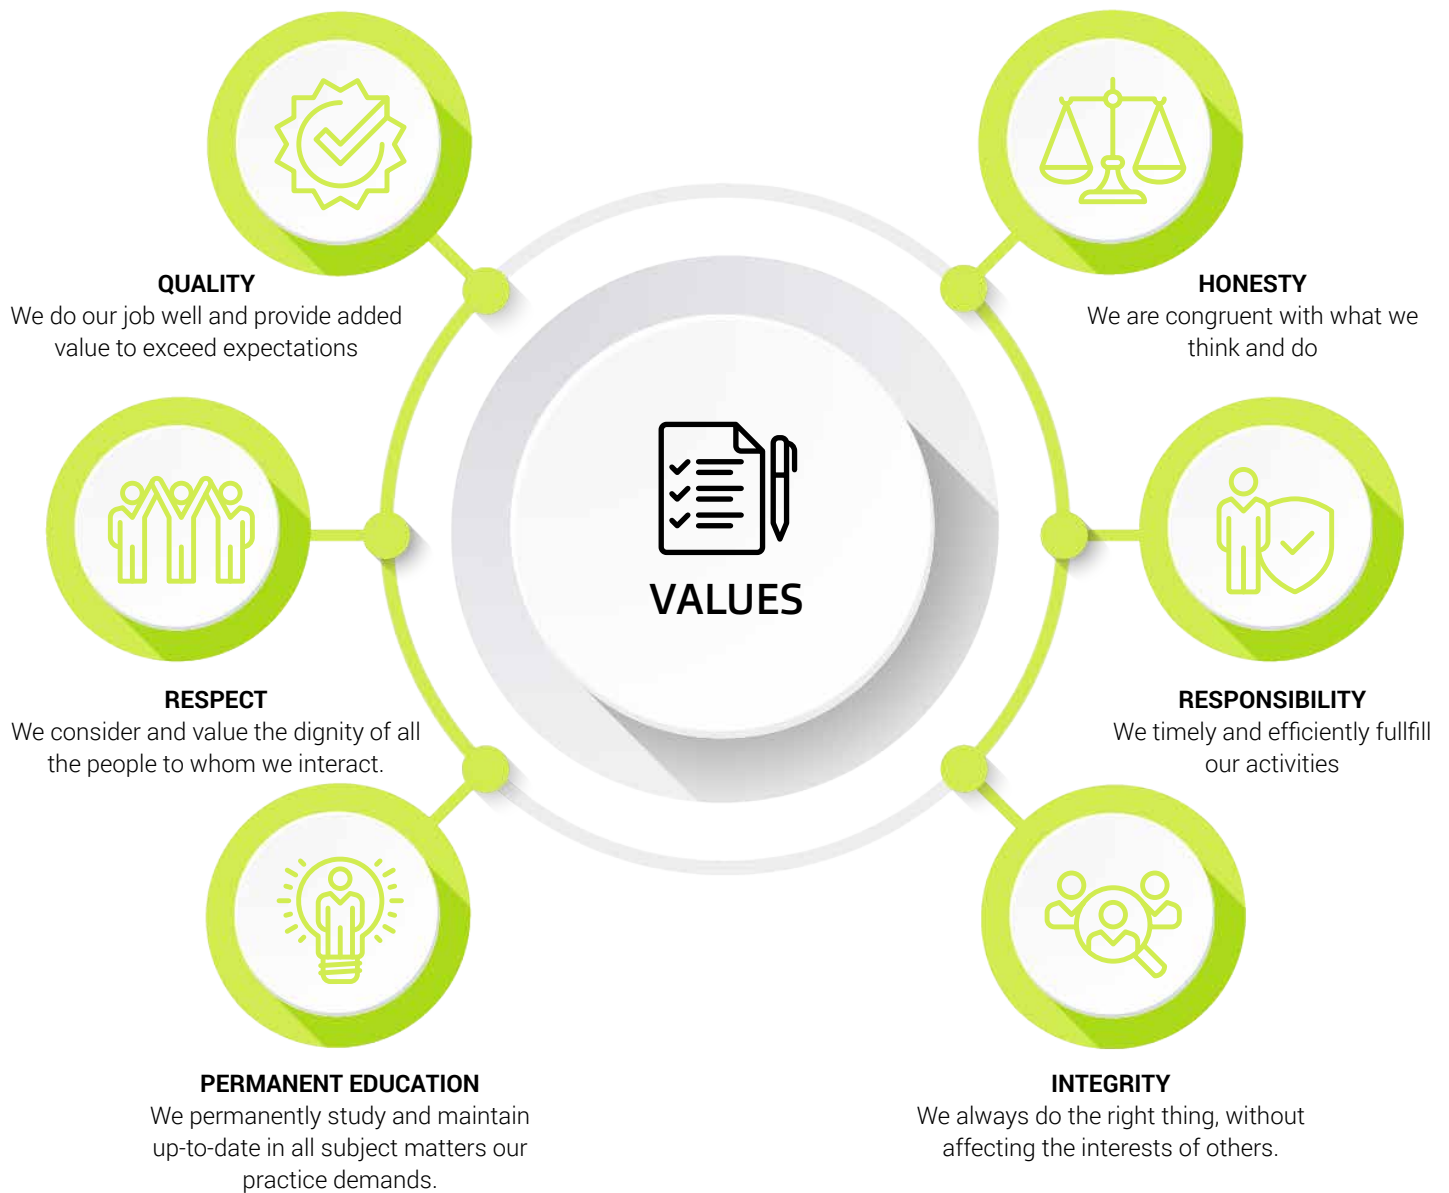 QUALITY
We do our job well and provide added
value to exceed expectations
HONESTY
We are congruent with what we
think and do
VALUES
RESPECT
We consider and value the dignity of all
the people to whom we interact.
RESPONSIBILITY
We timely and efficiently fullfill
our activities
PERMANENT EDUCATION
We permanently study and maintain
up-to-date in all subject matters our
practice demands.
INTEGRITY
We always do the right thing, without
affecting the interests of others.